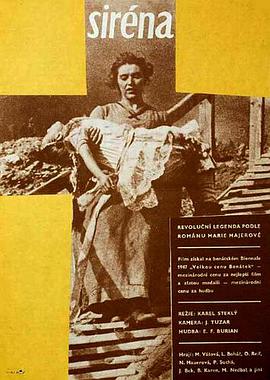 siréna
REVOLUČNÍ LEGENDA PODLE
ROMÁNU MARIE MAJEROVÉ
Film získal na benátském Biennale
1947 „Velkou cenu Benátek" —
mezinárodní cenu za nejlepší film
a zlatou medaili — mezinárodní
cenu za hudbu
REŽIE: KAREL STEKLÝ
KAMERA: J. TUZAR
HUDBA: E. F. BURIAN
Hrají: M. Vášová, L. Boháč, O. Reif,
N. Mauerová, P. Suchá,
J. Bek, B. Karen, M. Nedbal a jiní